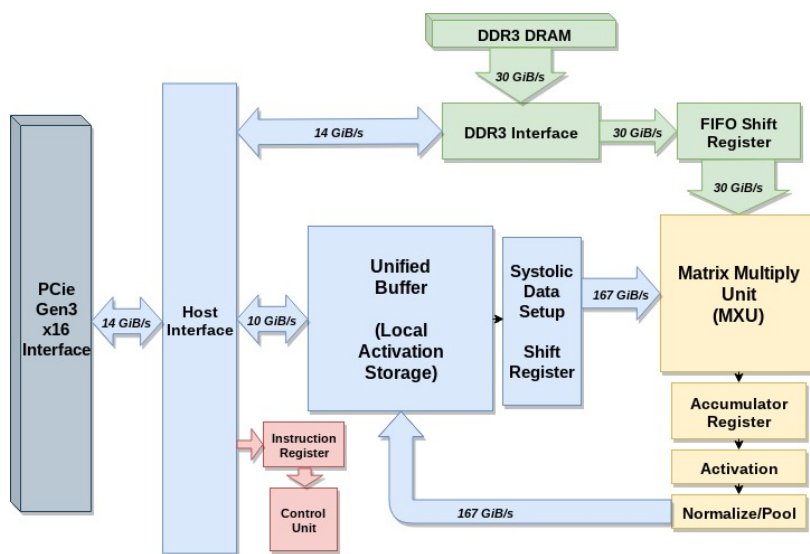 DDR3 DRAM
30 GiB/s
14 GiB/s
DDR3 Interface
30 GiB/s
FIFO Shift
Register
30 GiB/s
PCie
Gen3
x16
Interface
14 GiB/s
Host
Interface
10 GiB/s
Unified
Buffer
(Local
Activation
Storage)
Systolic
Data
Setup
Shift
Register
167 GiB/s
Matrix Multiply
Unit
(MXU)
Accumulator
Register
Activation
Normalize/Pool
167 GiB/s
Instruction
Register
Control
Unit